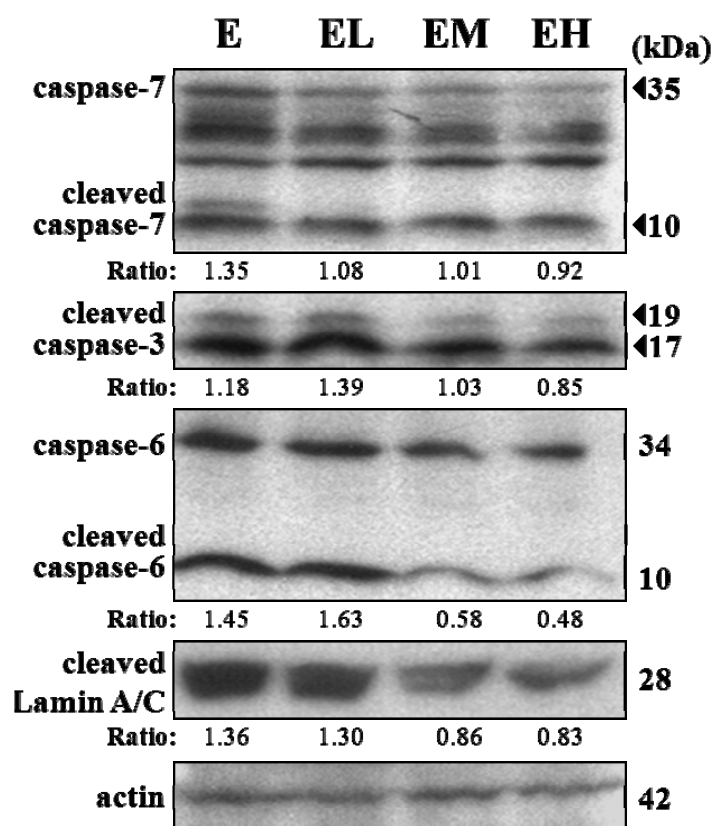 E EL EM EH (kDa)
caspase-7 ◀35
cleaved
caspase-7 ◀10
Ratio: 1.35 1.08 1.01 0.92
cleaved ◀19
caspase-3 ◀17
Ratio: 1.18 1.39 1.03 0.85
caspase-6 34
cleaved
caspase-6 10
Ratio: 1.45 1.63 0.58 0.48
cleaved
Lamin A/C 28
Ratio: 1.36 1.30 0.86 0.83
actin 42